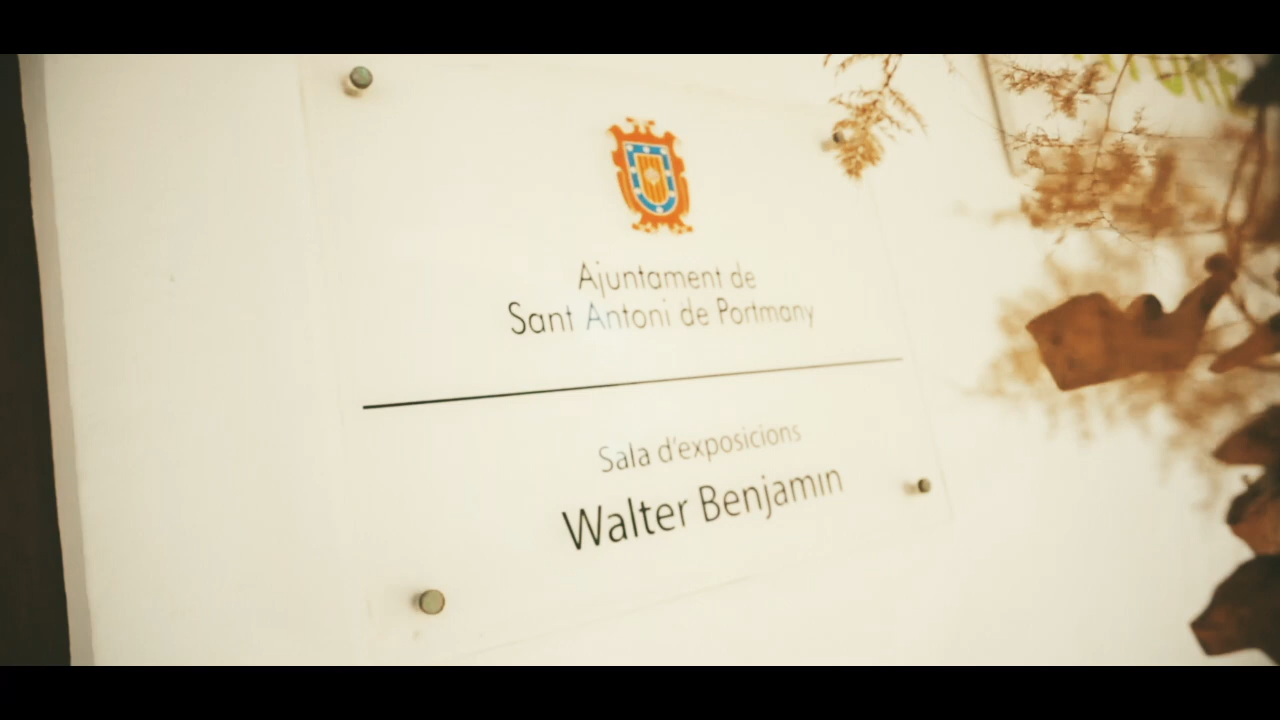 Ajuntament de
Sant Antoni de Portmany
Sala d'exposicions
Walter Benjamin